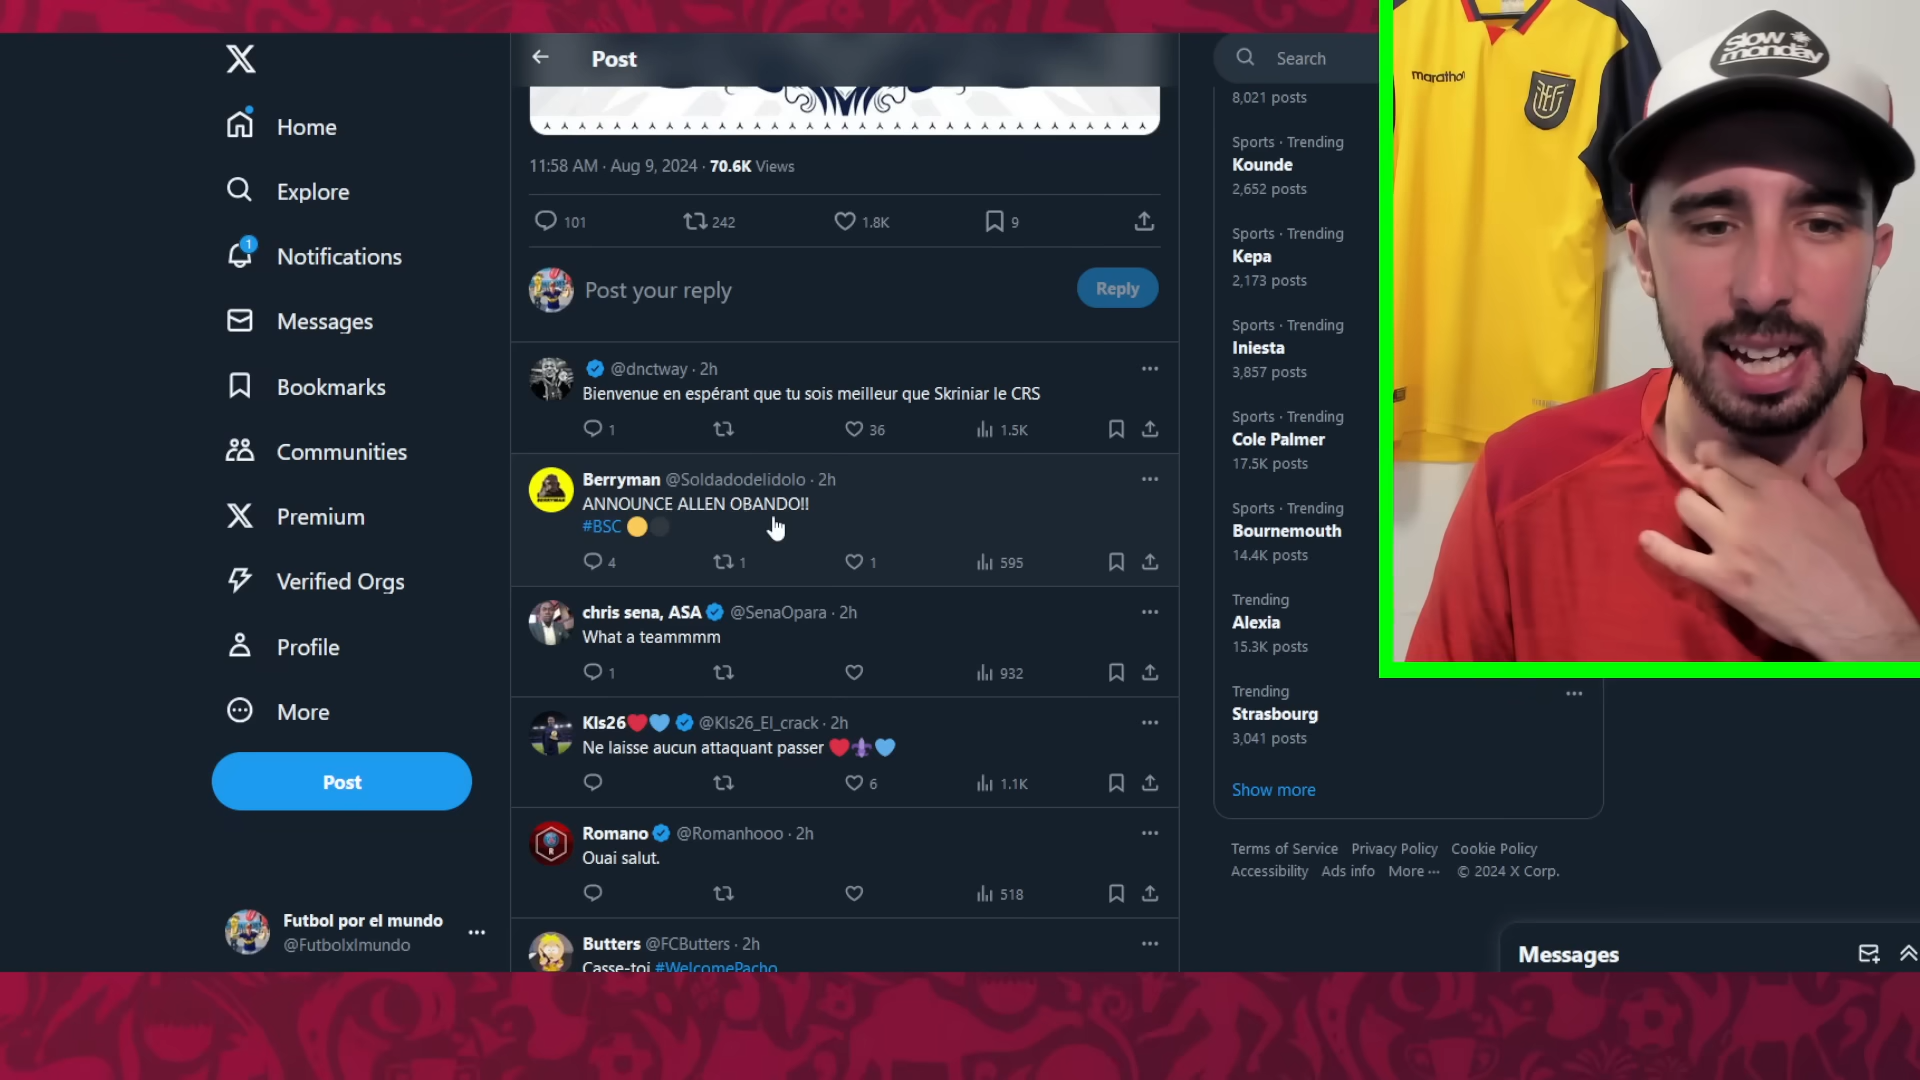 Home
Explore
1
Notifications
Messages
Bookmarks
Communities
Premium
Verified Orgs
Profile
More
Post
Futbol por el mundo
@Futbolxlmundo
Post
11:58 AM · Aug 9, 2024 · 70.6K Views
101 242 1.8K 9
Post your reply
Reply
@dnctway · 2h
Bienvenue en espérant que tu sois meilleur que Skriniar le CRS
1 36 1.5K
Berryman @Soldadodelidolo · 2h
ANNOUNCE ALLEN OBANDO!!
#BSC
4 1 1 595
chris sena, ASA @SenaOpara · 2h
What a teammmm
1 932
Kls26 @Kls26_El_crack · 2h
Ne laisse aucun attaquant passer
6 1.1K
Romano @Romanhooo · 2h
Ouai salut.
518
Butters @FCButters · 2h
Casse-toi #WelcomePacho
Search
8,021 posts
Sports · Trending
Kounde
2,652 posts
Sports · Trending
Kepa
2,173 posts
Sports · Trending
Iniesta
3,857 posts
Sports · Trending
Cole Palmer
17.5K posts
Sports · Trending
Bournemouth
14.4K posts
Trending
Alexia
15.3K posts
Trending
Strasbourg
3,041 posts
Show more
Terms of Service Privacy Policy Cookie Policy
Accessibility Ads info More ··· © 2024 X Corp.
Messages
marathon
FEF
slow
monday